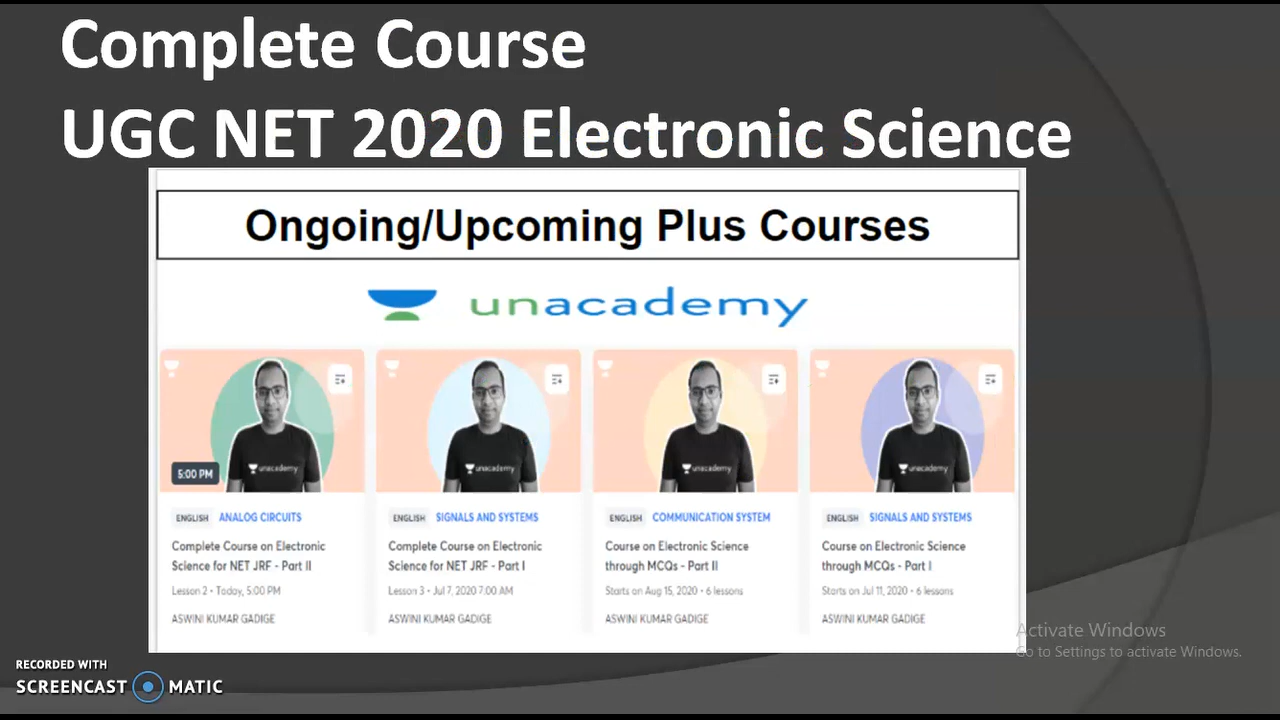 Complete Course
UGC NET 2020 Electronic Science
Ongoing/Upcoming Plus Courses
unacademy
unacademy
unacademy
unacademy
unacademy
5:00 PM
ENGLISH ANALOG CIRCUITS
Complete Course on Electronic
Science for NET JRF - Part II
Lesson 2 • Today, 5:00 PM
ASWINI KUMAR GADIGE
ENGLISH SIGNALS AND SYSTEMS
Complete Course on Electronic
Science for NET JRF - Part I
Lesson 3 • Jul 7, 2020 7:00 AM
ASWINI KUMAR GADIGE
ENGLISH COMMUNICATION SYSTEM
Course on Electronic Science
through MCQs - Part II
Starts on Aug 15, 2020 • 6 lessons
ASWINI KUMAR GADIGE
ENGLISH SIGNALS AND SYSTEMS
Course on Electronic Science
through MCQs - Part I
Starts on Jul 11, 2020 • 6 lessons
ASWINI KUMAR GADIGE
Activate Windows
Go to Settings to activate Windows.
RECORDED WITH
SCREENCAST MATIC